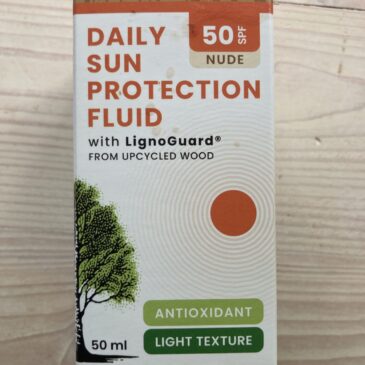 DAILY
SUN
PROTECTION
FLUID
50 SPF
NUDE
with LignoGuard®
FROM UPCYCLED WOOD
ANTIOXIDANT
LIGHT TEXTURE
50 ml